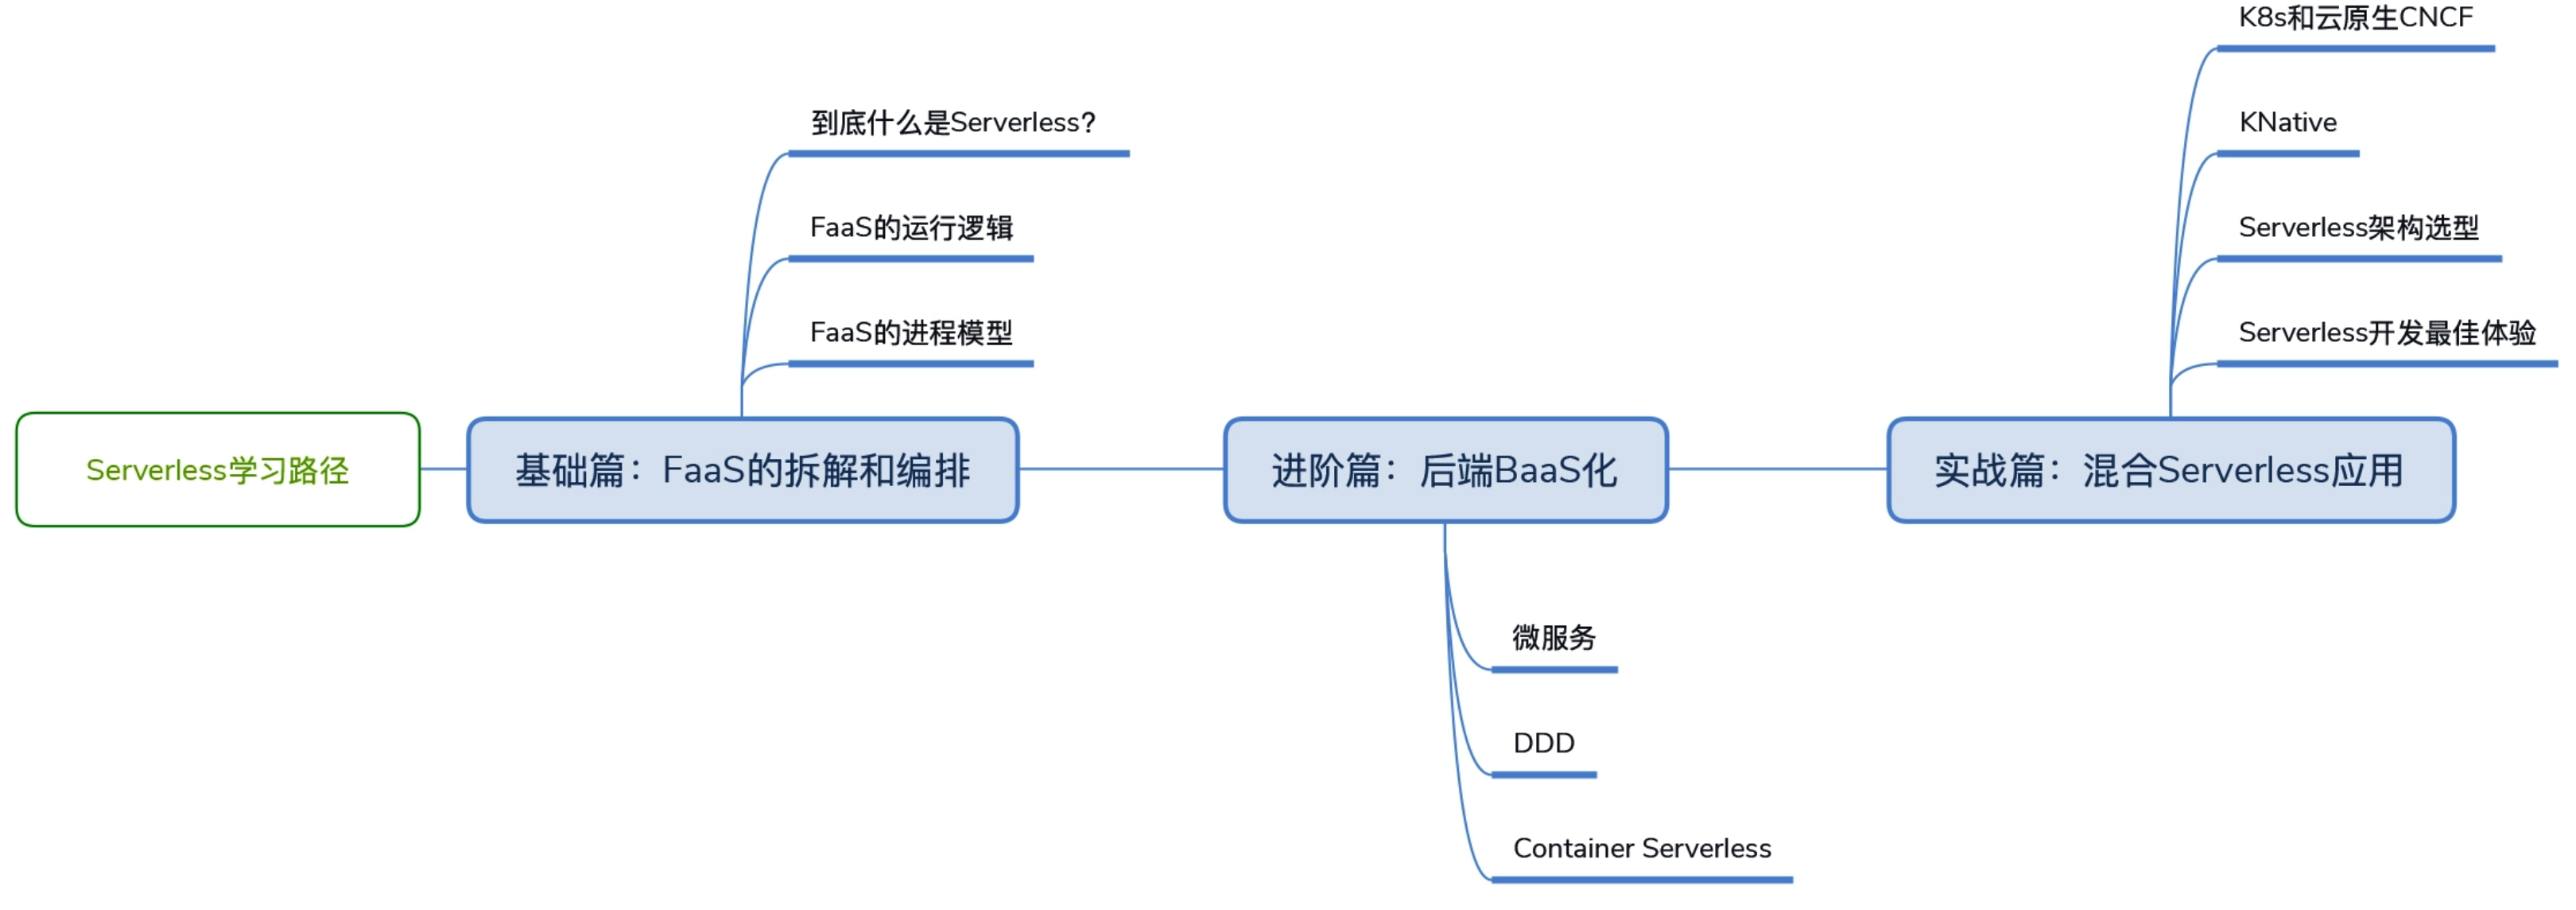 Serverless学习路径
基础篇：FaaS的拆解和编排
到底什么是Serverless?
FaaS的运行逻辑
FaaS的进程模型
进阶篇：后端BaaS化
微服务
DDD
Container Serverless
实战篇：混合Serverless应用
K8s和云原生CNCF
KNative
Serverless架构选型
Serverless开发最佳体验